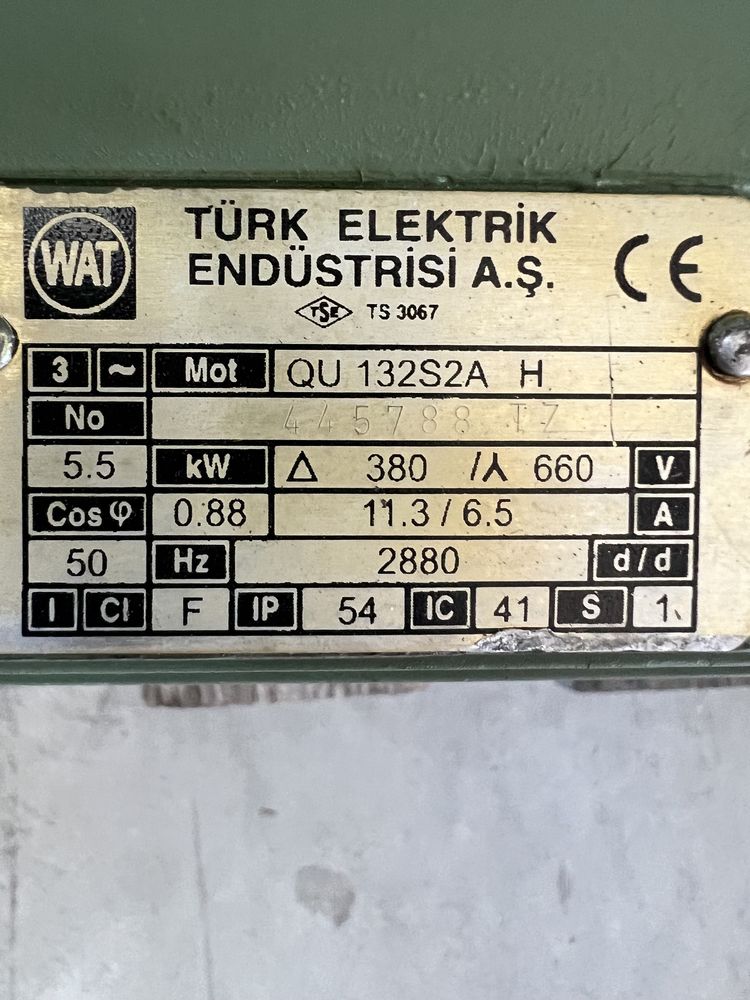 WAT
TÜRK ELEKTRİK
ENDÜSTRİSİ A.Ş.
CE
TSE TS 3067
3 ~ Mot QU 132S2A H
No 445788 TZ
5.5 kW Δ 380 /⅄ 660 V
Cos φ 0.88 11.3 / 6.5 A
50 Hz 2880 d/d
I Cl F IP 54 IC 41 S 1